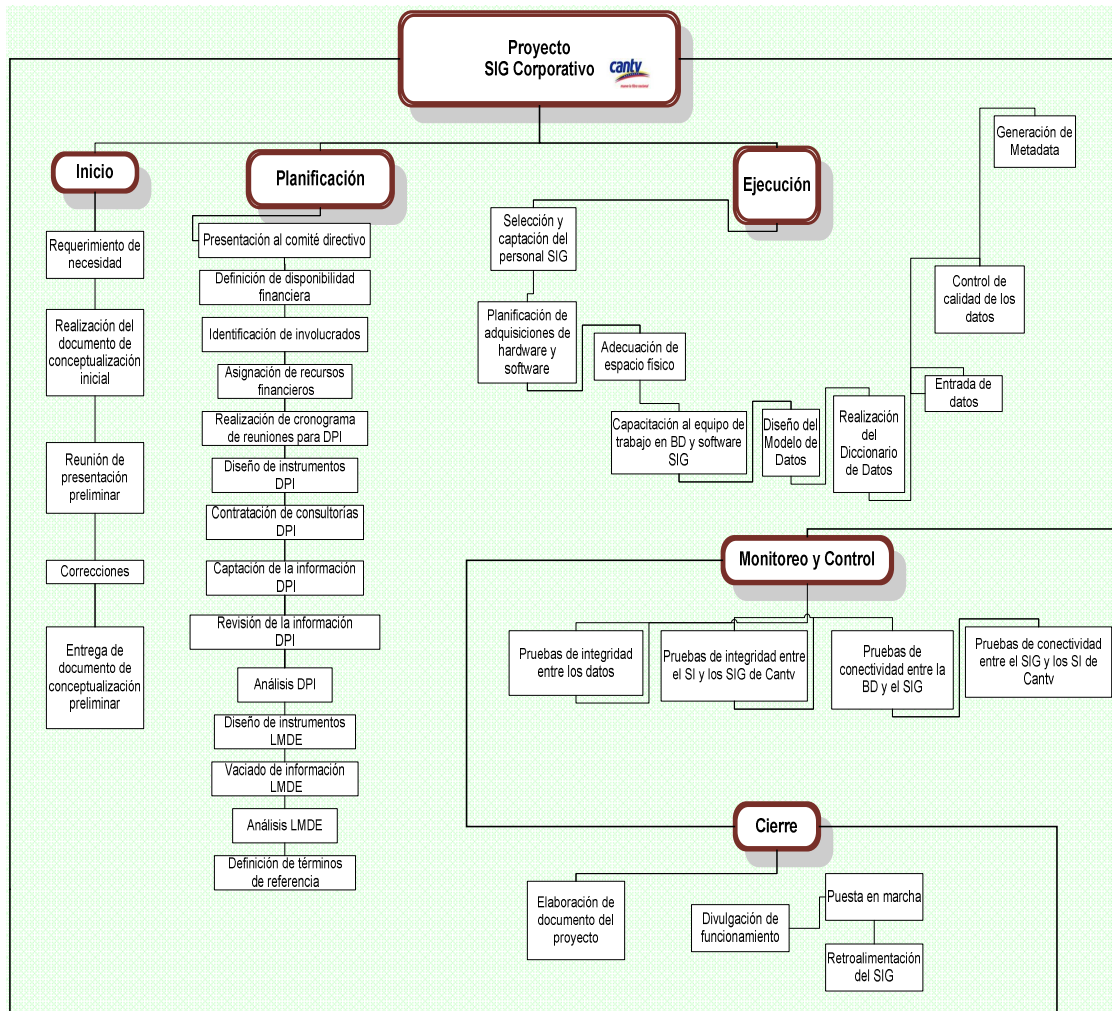 Proyecto
SIG Corporativo
cantv
Inicio
Requerimiento de
necesidad
Realización del
documento de
conceptualización
inicial
Reunión de
presentación
preliminar
Correcciones
Entrega de
documento de
conceptualización
preliminar
Planificación
Presentación al comité directivo
Definición de disponibilidad
financiera
Identificación de involucrados
Asignación de recursos
financieros
Realización de cronograma
de reuniones para DPI
Diseño de instrumentos
DPI
Contratación de consultorías
DPI
Captación de la información
DPI
Revisión de la información
DPI
Análisis DPI
Diseño de instrumentos
LMDE
Vaciado de información
LMDE
Análisis LMDE
Definición de términos
de referencia
Ejecución
Selección y
captación del
personal SIG
Planificación de
adquisiciones de
hardware y
software
Adecuación de
espacio físico
Capacitación al equipo de
trabajo en BD y software
SIG
Diseño del
Modelo de
Datos
Realización
del
Diccionario
de Datos
Entrada de
datos
Control de
calidad de los
datos
Generación de
Metadata
Monitoreo y Control
Pruebas de integridad
entre los datos
Pruebas de integridad entre
el SI y los SIG de Cantv
Pruebas de
conectividad entre la
BD y el SIG
Pruebas de conectividad
entre el SIG y los SI de
Cantv
Cierre
Elaboración de
documento del
proyecto
Divulgación de
funcionamiento
Puesta en marcha
Retroalimentación
del SIG